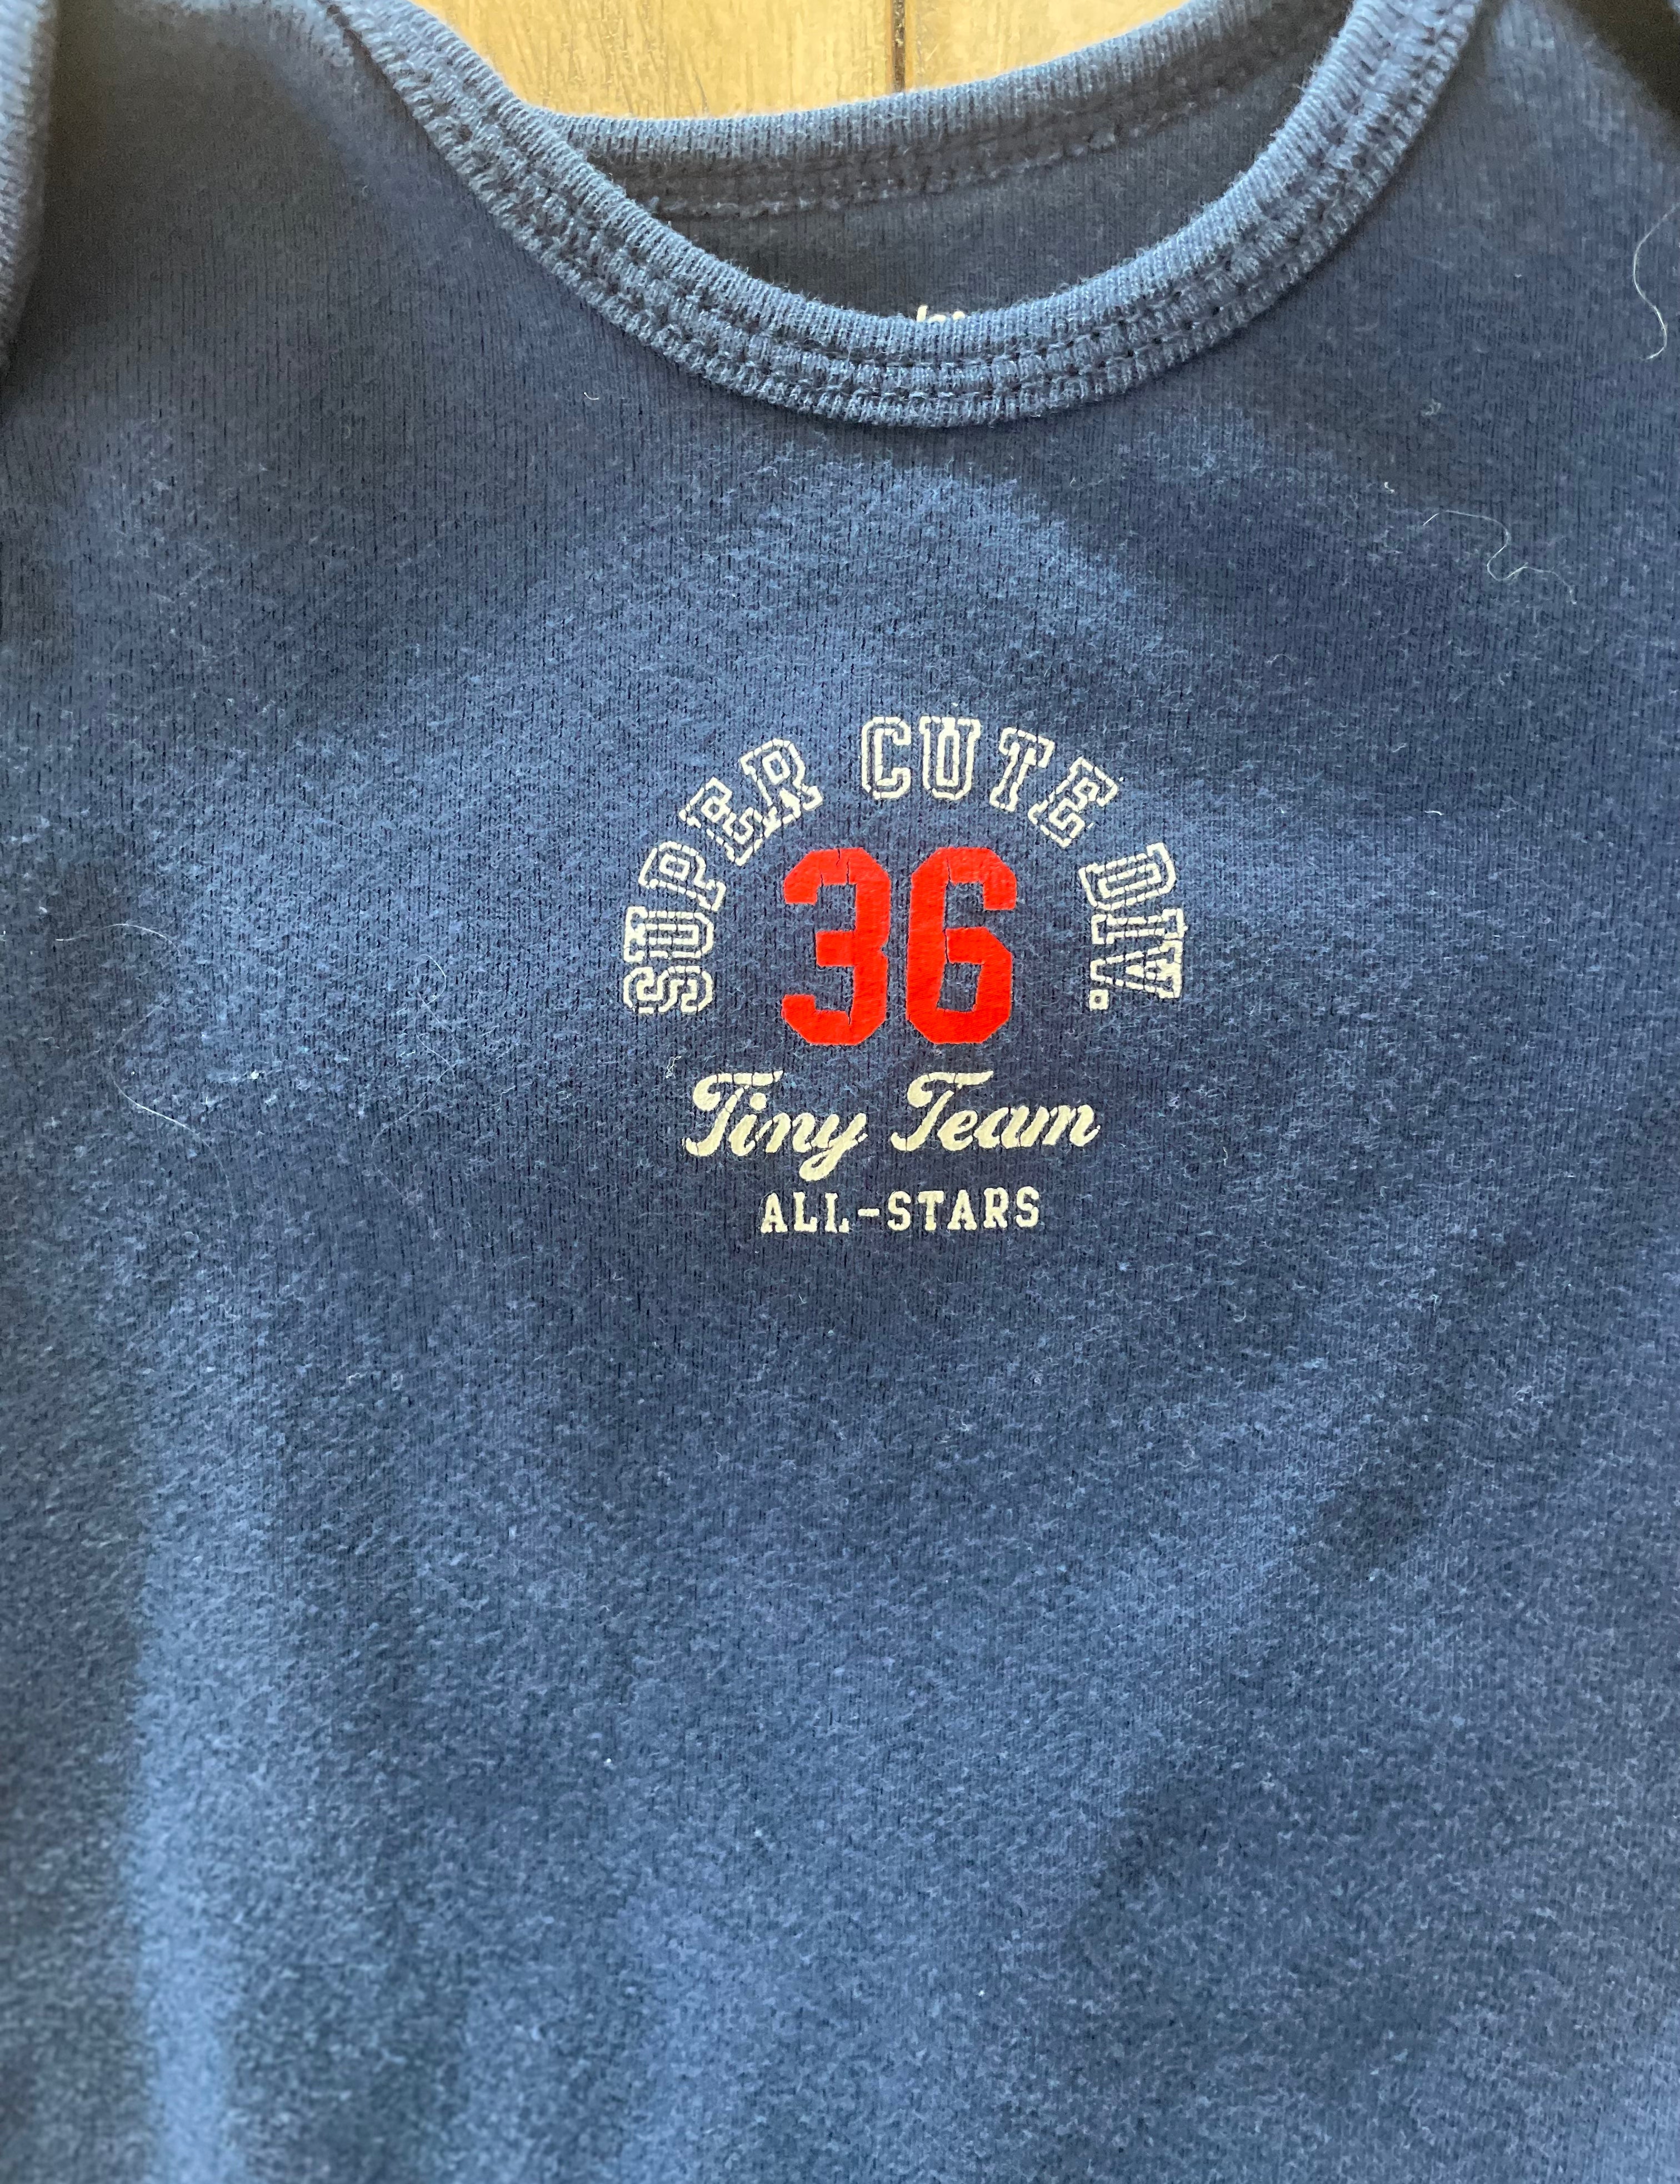 SUPER CUTE DIV.
36
Tiny Team
ALL-STARS